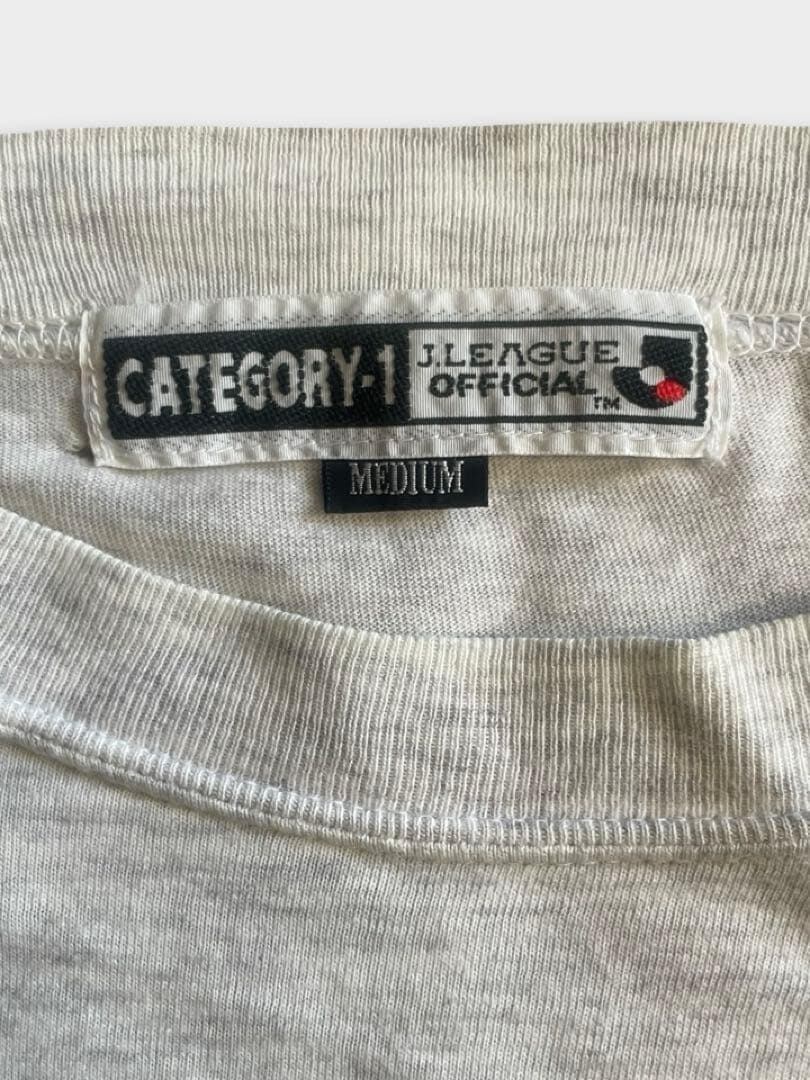 CATEGORY-1
J.LEAGUE
OFFICIAL TM
MEDIUM